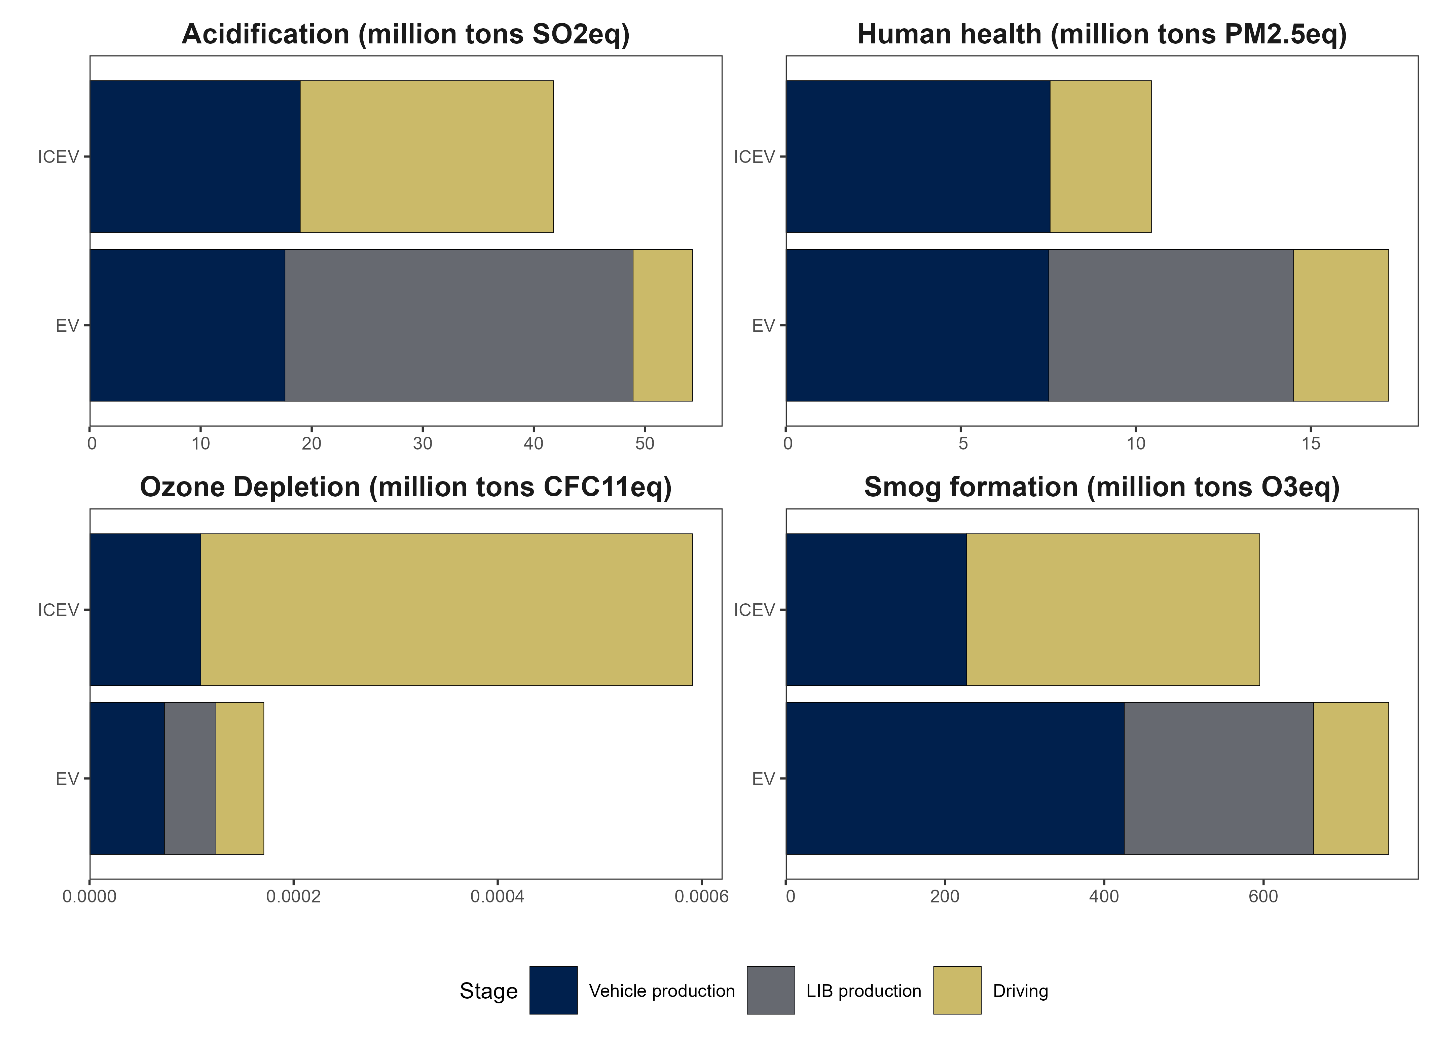 Acidification (million tons SO2eq)
ICEV
EV
0 10 20 30 40 50
Human health (million tons PM2.5eq)
ICEV
EV
0 5 10 15
Ozone Depletion (million tons CFC11eq)
ICEV
EV
0.0000 0.0002 0.0004 0.0006
Smog formation (million tons O3eq)
ICEV
EV
0 200 400 600
Stage Vehicle production LIB production Driving